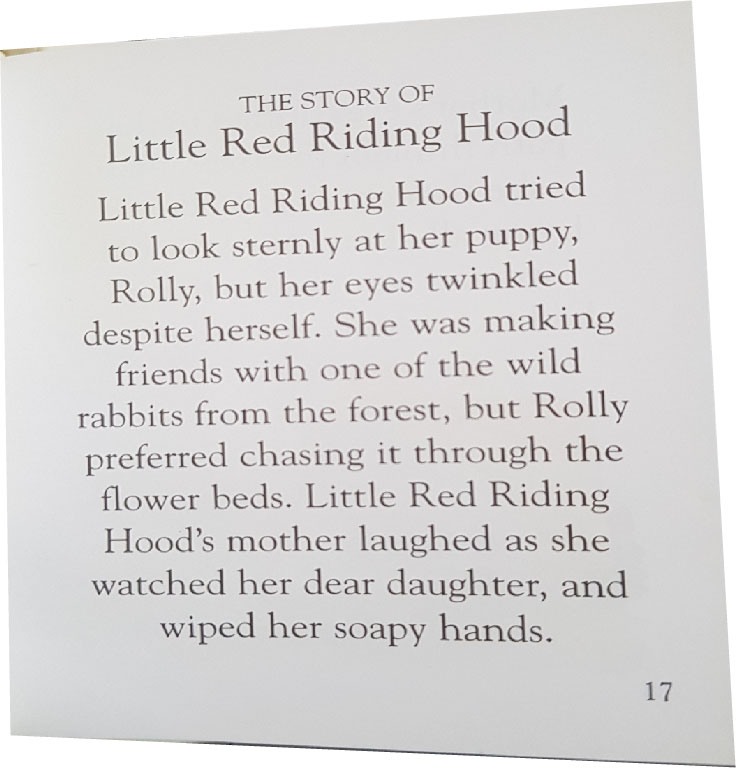 THE STORY OF
Little Red Riding Hood
Little Red Riding Hood tried
to look sternly at her puppy,
Rolly, but her eyes twinkled
despite herself. She was making
friends with one of the wild
rabbits from the forest, but Rolly
preferred chasing it through the
flower beds. Little Red Riding
Hood’s mother laughed as she
watched her dear daughter, and
wiped her soapy hands.
17